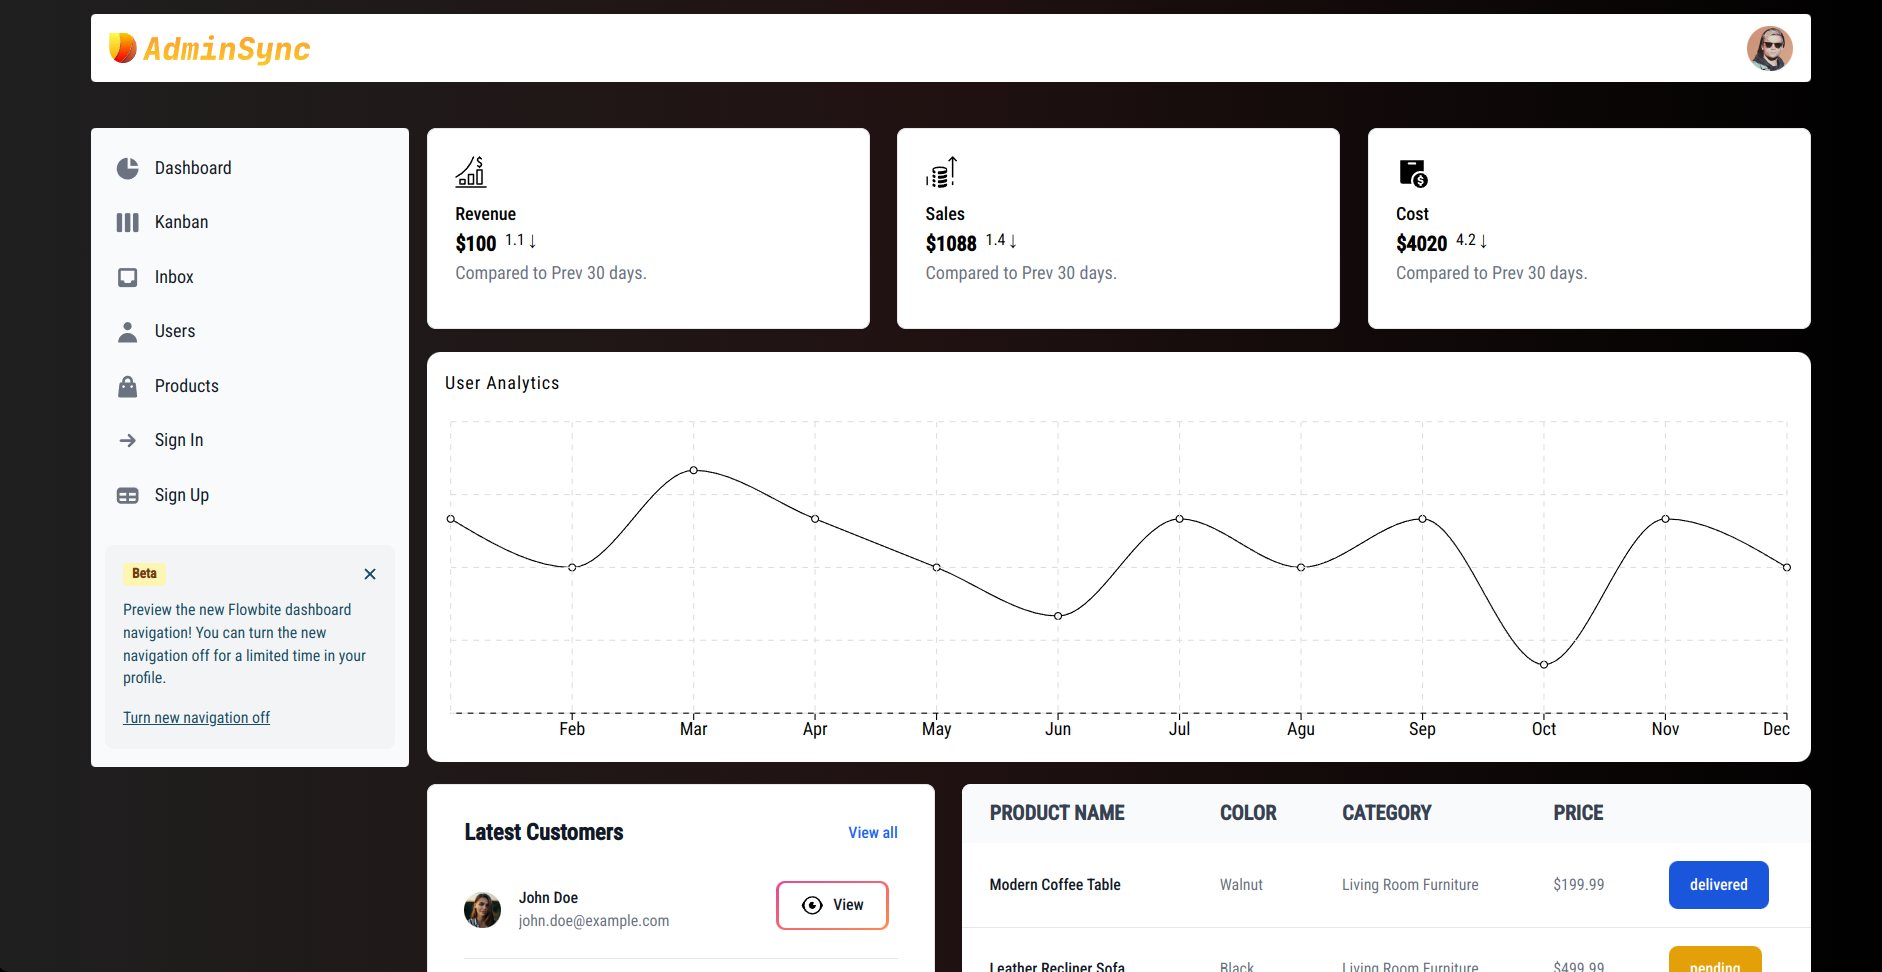 AdminSync
Dashboard
Kanban
Inbox
Users
Products
Sign In
Sign Up
Beta
Preview the new Flowbite dashboard
navigation! You can turn the new
navigation off for a limited time in your
profile.
Turn new navigation off
Revenue
$100 1.1 ↓
Compared to Prev 30 days.
Sales
$1088 1.4 ↓
Compared to Prev 30 days.
Cost
$4020 4.2 ↓
Compared to Prev 30 days.
User Analytics
Feb Mar Apr May Jun Jul Agu Sep Oct Nov Dec
Latest Customers View all
John Doe
john.doe@example.com
View
PRODUCT NAME COLOR CATEGORY PRICE
Modern Coffee Table Walnut Living Room Furniture $199.99 delivered
Leather Recliner Sofa Black Living Room Furniture $499.99 pending